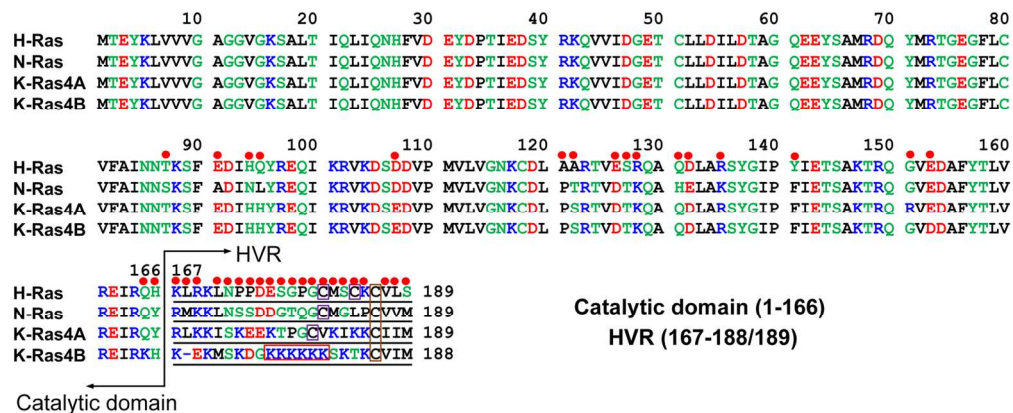 10 20 30 40 50 60 70 80
H-Ras MTEYKLVVVG AGGVGKSALT IQLIQNHFVD EYDPTIEDSY RKQVVIDGET CLLDILDTAG QEEYSAMRDQ YMRTGEGFLC
N-Ras MTEYKLVVVG AGGVGKSALT IQLIQNHFVD EYDPTIEDSY RKQVVIDGET CLLDILDTAG QEEYSAMRDQ YMRTGEGFLC
K-Ras4A MTEYKLVVVG AGGVGKSALT IQLIQNHFVD EYDPTIEDSY RKQVVIDGET CLLDILDTAG QEEYSAMRDQ YMRTGEGFLC
K-Ras4B MTEYKLVVVG AGGVGKSALT IQLIQNHFVD EYDPTIEDSY RKQVVIDGET CLLDILDTAG QEEYSAMRDQ YMRTGEGFLC
90 100 110 120 130 140 150 160
H-Ras VFAINNTKSF EDIHQYREQI KRVKDSDDVP MVLVGNKCDL AARTVESRQA QDLARSYGIP YIETSAKTRQ GVEDAFYTLV
N-Ras VFAINNSKSF ADINLYREQI KRVKDSDDVP MVLVGNKCDL PTRTVDTKQA HELARSYGIP FIETSAKTRQ GVEDAFYTLV
K-Ras4A VFAINNTKSF EDIHHYREQI KRVKDSEDVP MVLVGNKCDL PSRTVDTKQA QDLARSYGIP FIETSAKTRQ RVEDAFYTLV
K-Ras4B VFAINNTKSF EDIHHYREQI KRVKDSEDVP MVLVGNKCDL PSRTVDTKQA QDLARSYGIP FIETSAKTRQ GVDDAFYTLV
HVR
166 167
H-Ras REIRQH KLRKLNPPDESGPGCMSCKCVLS 189
N-Ras REIRQY RMKKLNSSDDGTQGCMGLPCVVM 189
K-Ras4A REIRQY RLKKISKEEKTPGCVKIKKCIIM 189
K-Ras4B REIRKH K-EKMSKDGKKKKKKSKTKCVIM 188
Catalytic domain
Catalytic domain (1-166)
HVR (167-188/189)